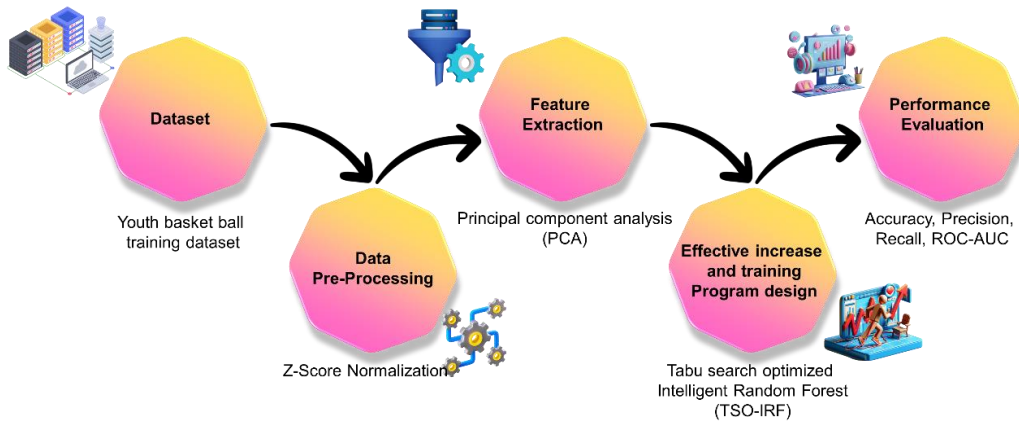 Dataset
Youth basket ball
training dataset
Data
Pre-Processing
Z-Score Normalization
Feature
Extraction
Principal component analysis
(PCA)
Effective increase
and training
Program design
Tabu search optimized
Intelligent Random Forest
(TSO-IRF)
Performance
Evaluation
Accuracy, Precision,
Recall, ROC-AUC